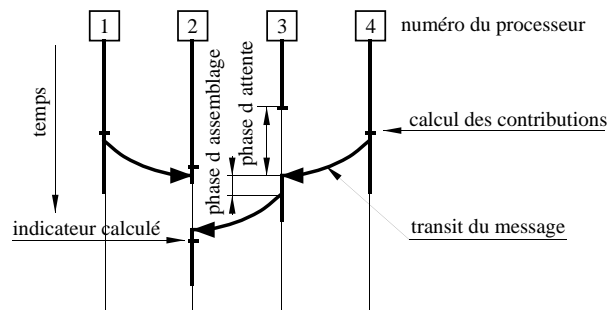 1
2
3
4
numéro du processeur
temps
phase d assemblage
phase d attente
calcul des contributions
indicateur calculé
transit du message